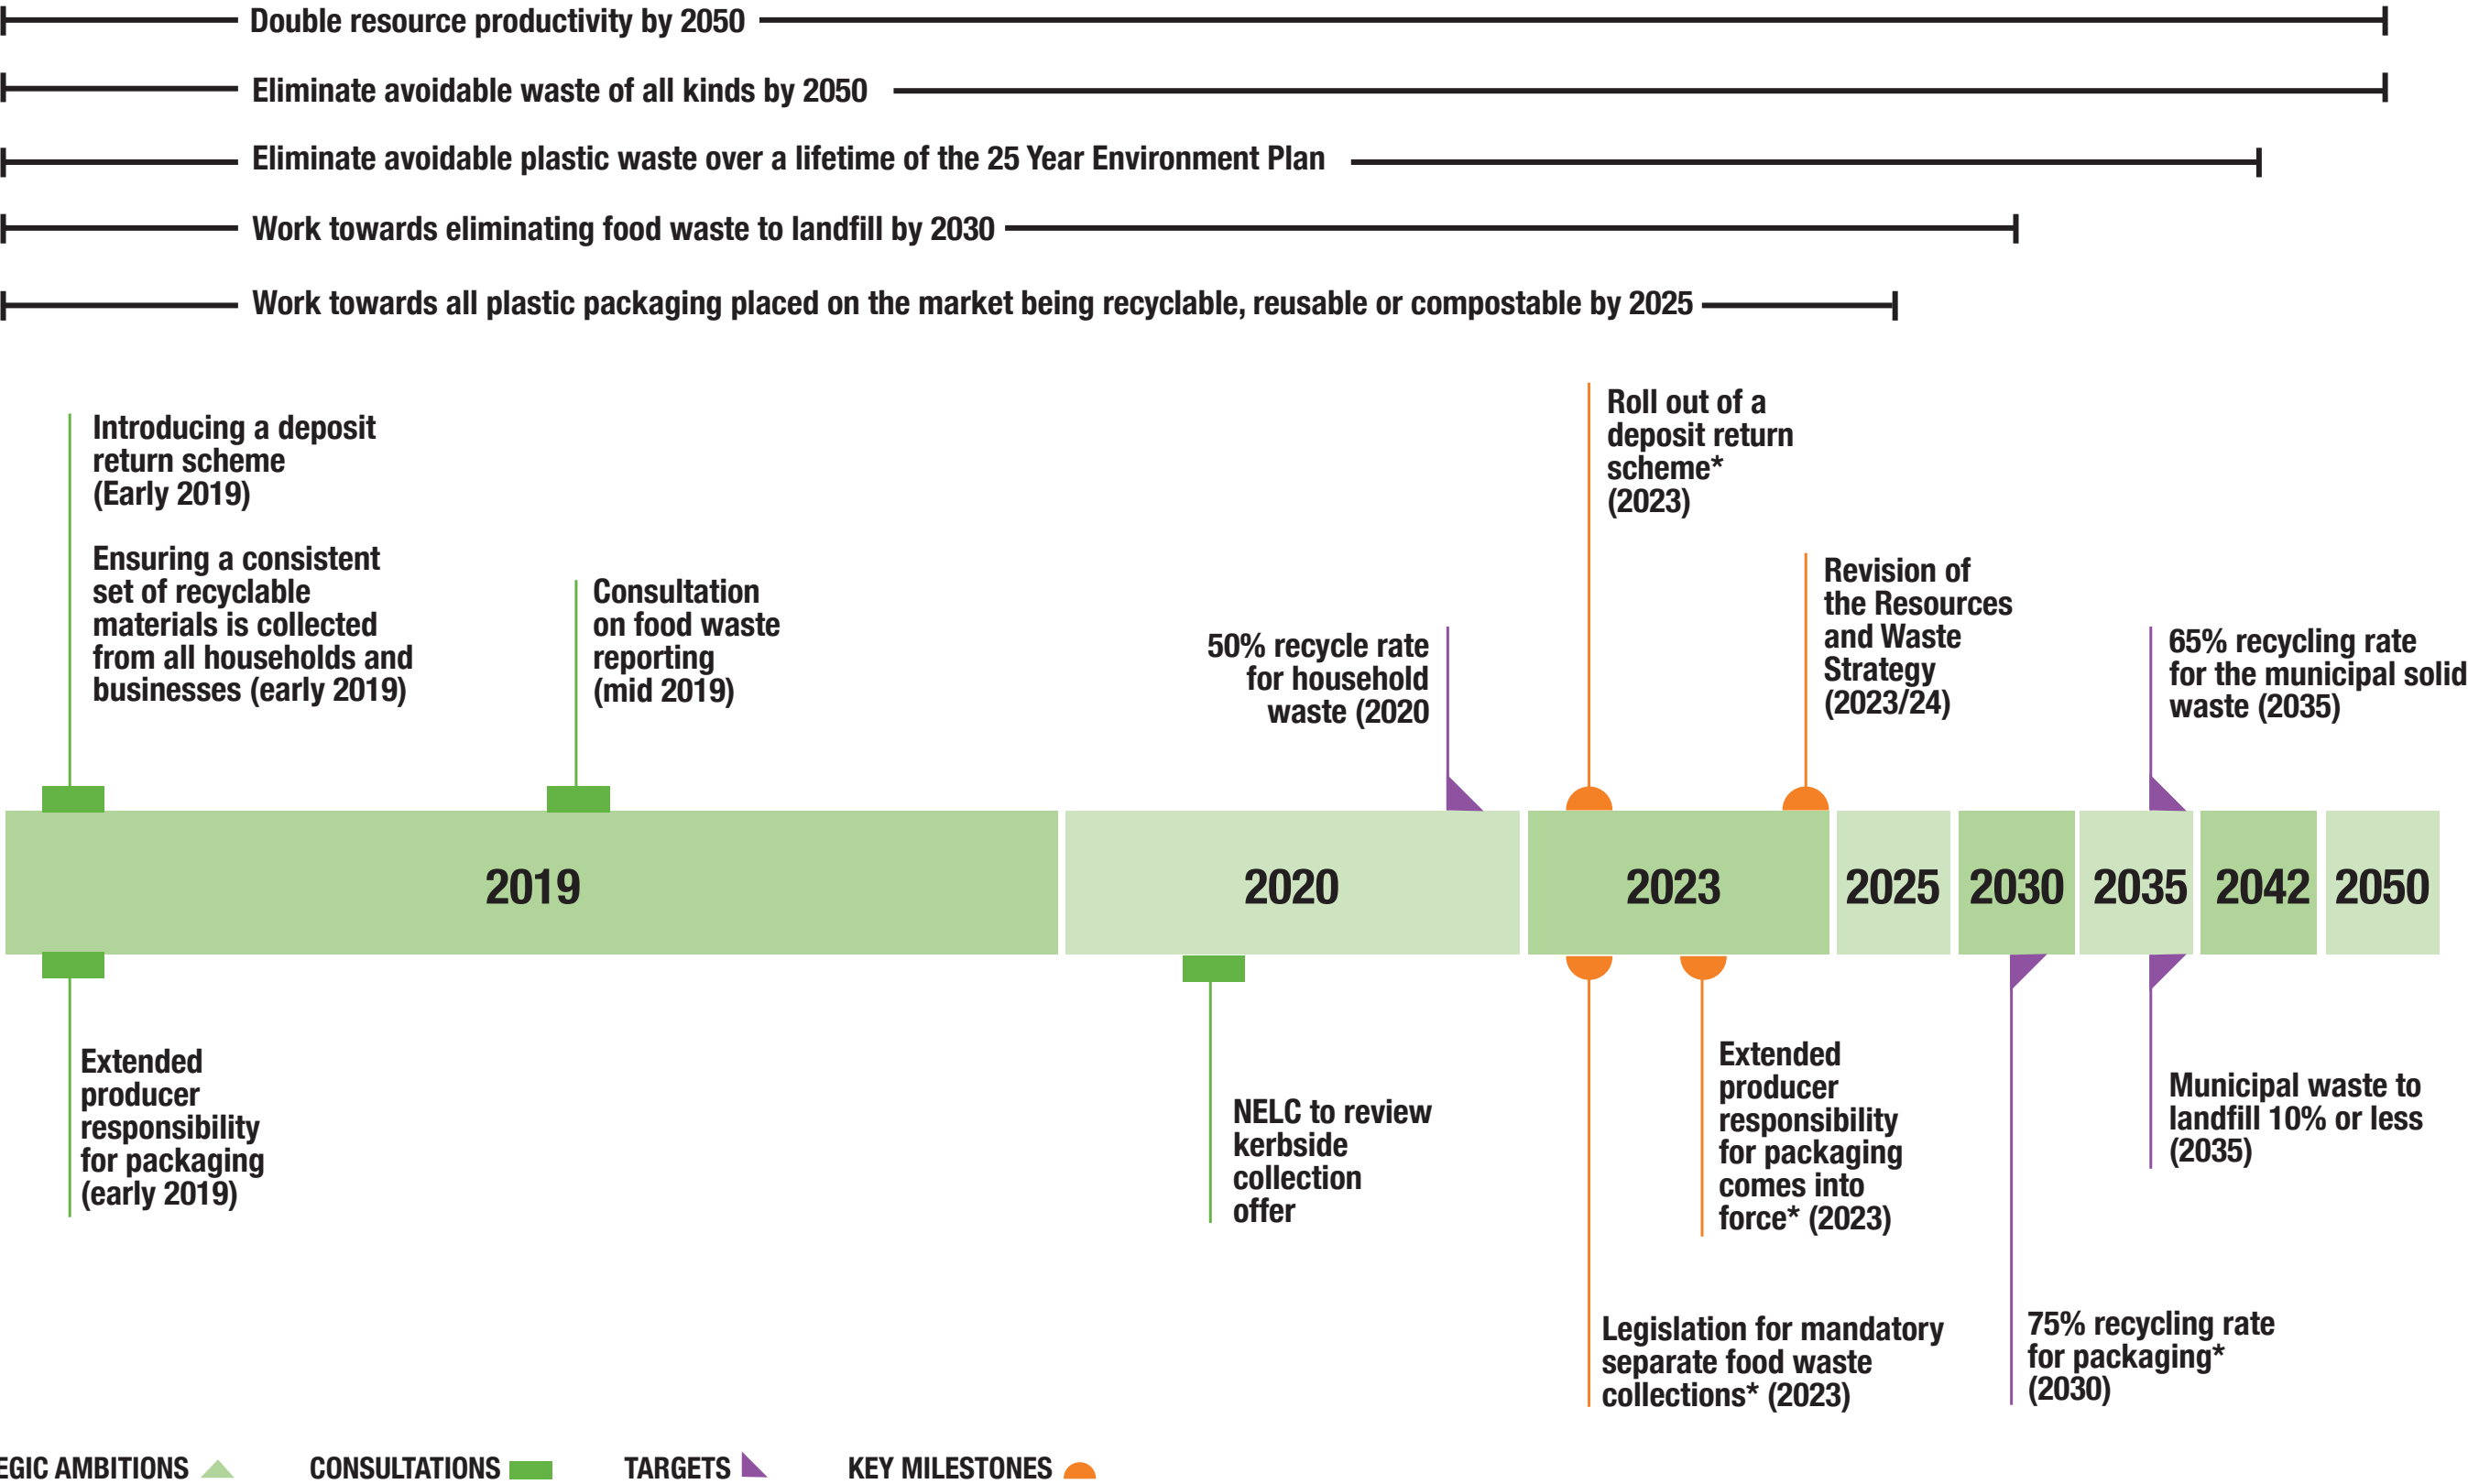 Double resource productivity by 2050
Eliminate avoidable waste of all kinds by 2050
Eliminate avoidable plastic waste over a lifetime of the 25 Year Environment Plan
Work towards eliminating food waste to landfill by 2030
Work towards all plastic packaging placed on the market being recyclable, reusable or compostable by 2025
Introducing a deposit
return scheme
(Early 2019)
Ensuring a consistent
set of recyclable
materials is collected
from all households and
businesses (early 2019)
Consultation
on food waste
reporting
(mid 2019)
50% recycle rate
for household
waste (2020
Roll out of a
deposit return
scheme*
(2023)
Revision of
the Resources
and Waste
Strategy
(2023/24)
65% recycling rate
for the municipal solid
waste (2035)
2019
2020
2023
2025
2030
2035
2042
2050
Extended
producer
responsibility
for packaging
(early 2019)
NELC to review
kerbside
collection
offer
Extended
producer
responsibility
for packaging
comes into
force* (2023)
Legislation for mandatory
separate food waste
collections* (2023)
75% recycling rate
for packaging*
(2030)
Municipal waste to
landfill 10% or less
(2035)
EGIC AMBITIONS
CONSULTATIONS
TARGETS
KEY MILESTONES